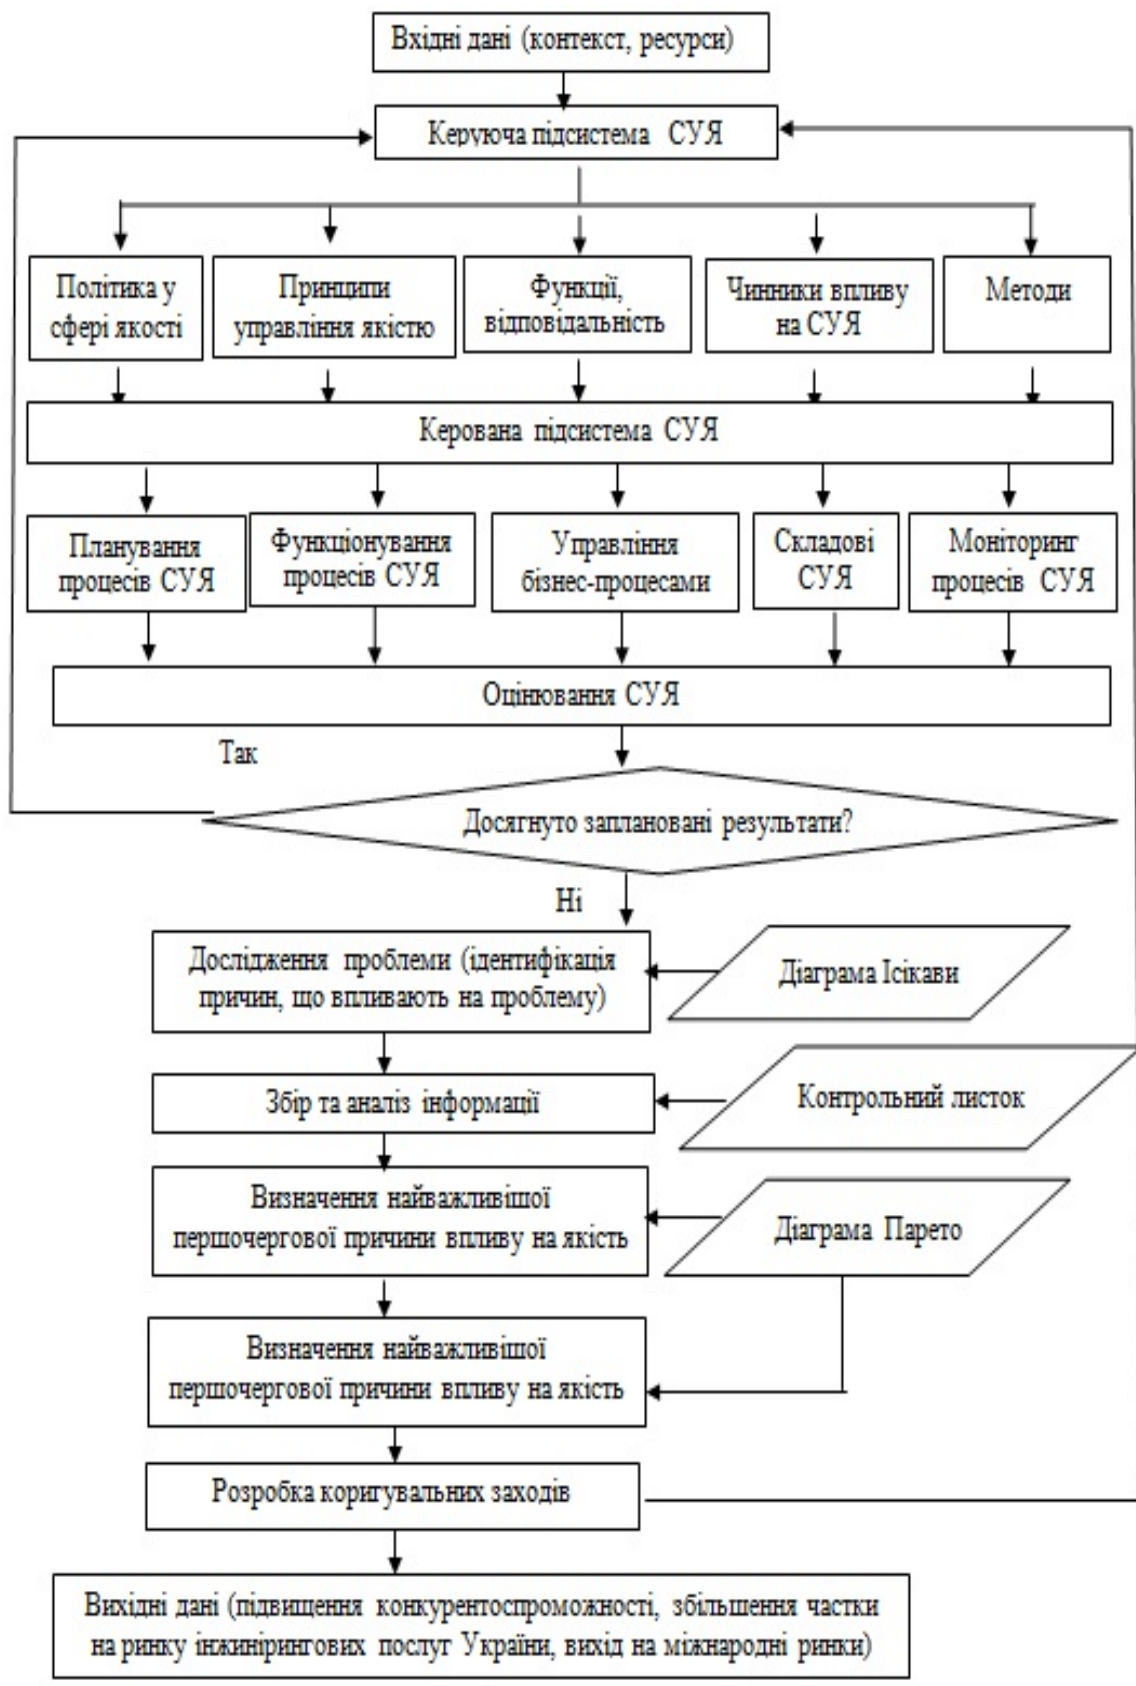 Вхідні дані (контекст, ресурси)
Керуюча підсистема СУЯ
Політика у
сфері якості
Принципи
управління якістю
Функції,
відповідальність
Чинники впливу
на СУЯ
Методи
Керована підсистема СУЯ
Планування
процесів СУЯ
Функціонування
процесів СУЯ
Управління
бізнес-процесами
Складові
СУЯ
Моніторинг
процесів СУЯ
Оцінювання СУЯ
Так
Досягнуто заплановані результати?
Ні
Дослідження проблеми (ідентифікація
причин, що впливають на проблему)
Діаграма Ісікави
Збір та аналіз інформації
Контрольний листок
Визначення найважливішої
першочергової причини впливу на якість
Діаграма Парето
Визначення найважливішої
першочергової причини впливу на якість
Розробка коригувальних заходів
Вихідні дані (підвищення конкурентоспроможності, збільшення частки
на ринку інжинірингових послуг України, вихід на міжнародні ринки)